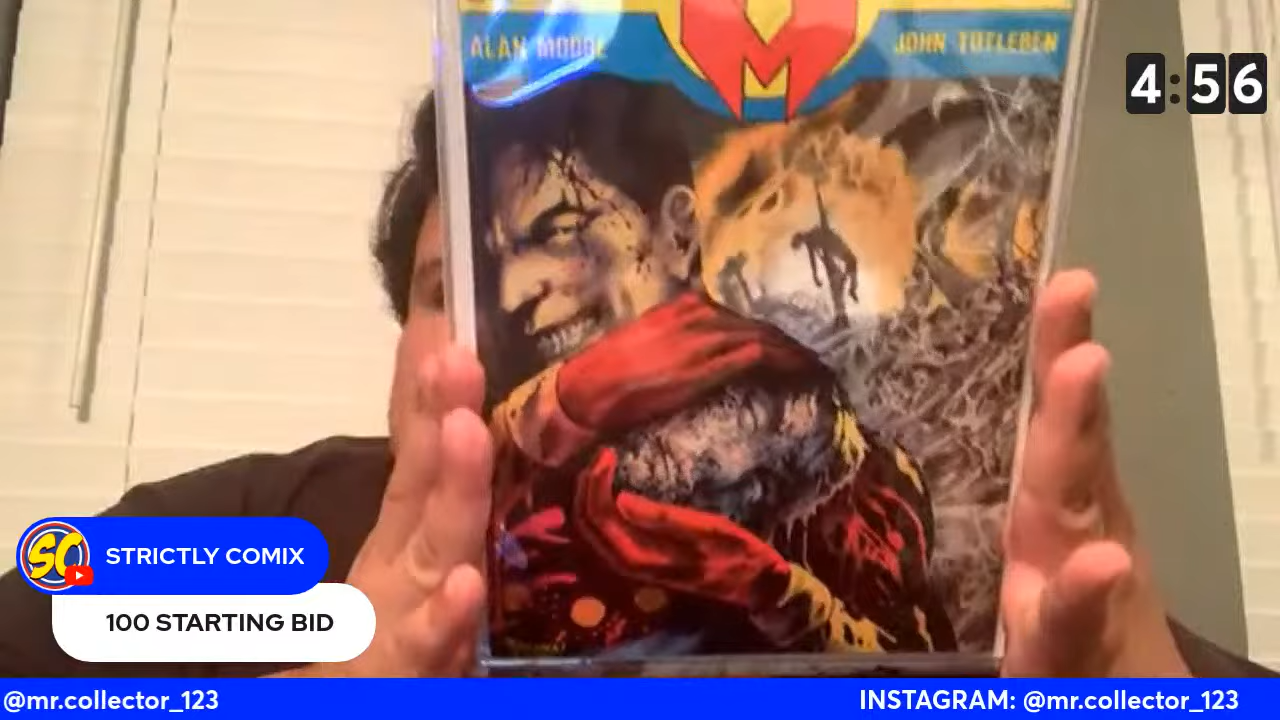 ALAN MOORE
JOHN TOTLEBEN
M
4:56
SC
STRICTLY COMIX
100 STARTING BID
@mr.collector_123
INSTAGRAM: @mr.collector_123